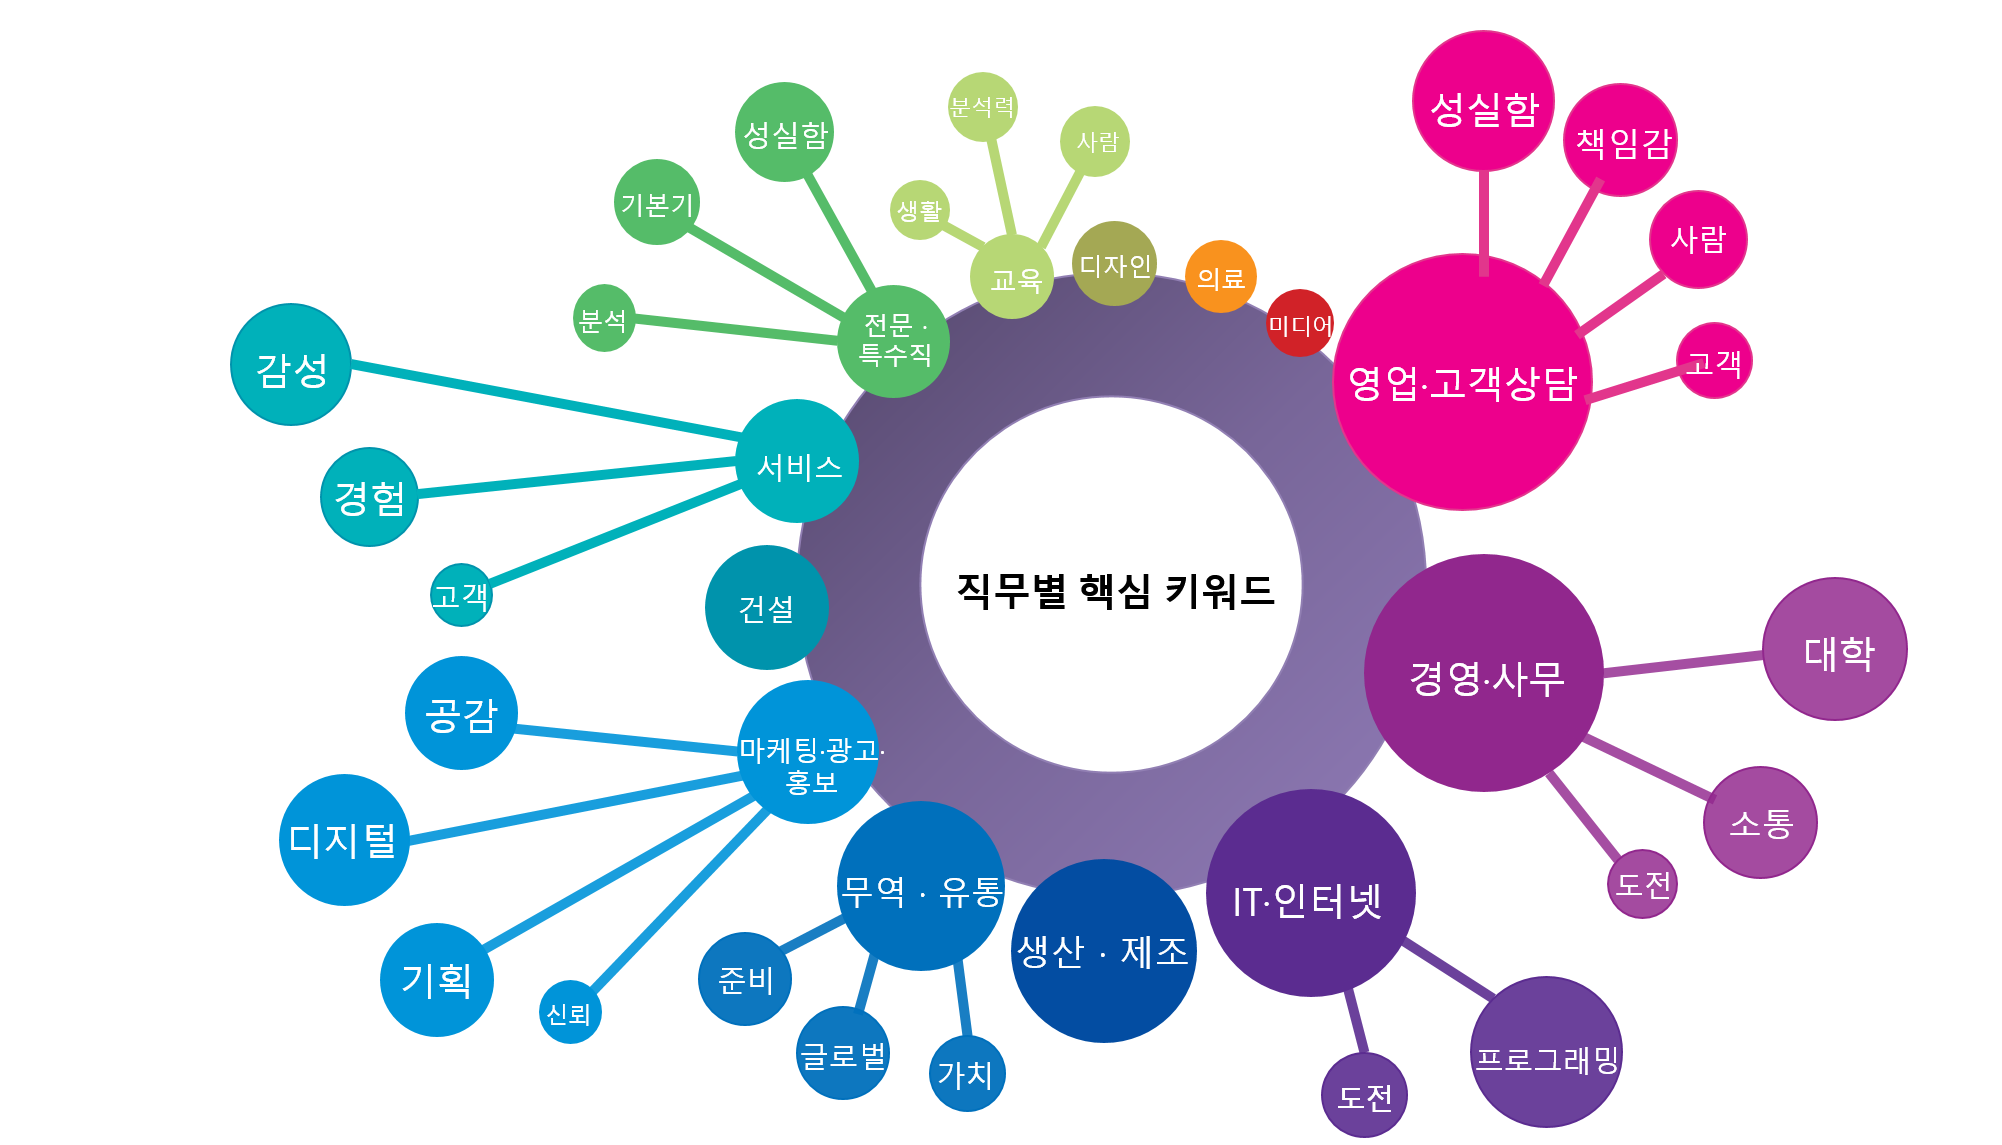 직무별 핵심 키워드
영업·고객상담
성실함
책임감
사람
고객
경영·사무
대학
소통
도전
IT·인터넷
프로그래밍
도전
생산 · 제조
무역 · 유통
준비
글로벌
가치
마케팅·광고·
홍보
공감
디지털
기획
신뢰
건설
서비스
감성
경험
고객
전문 ·
특수직
성실함
기본기
분석
교육
생활
분석력
사람
디자인
의료
미디어